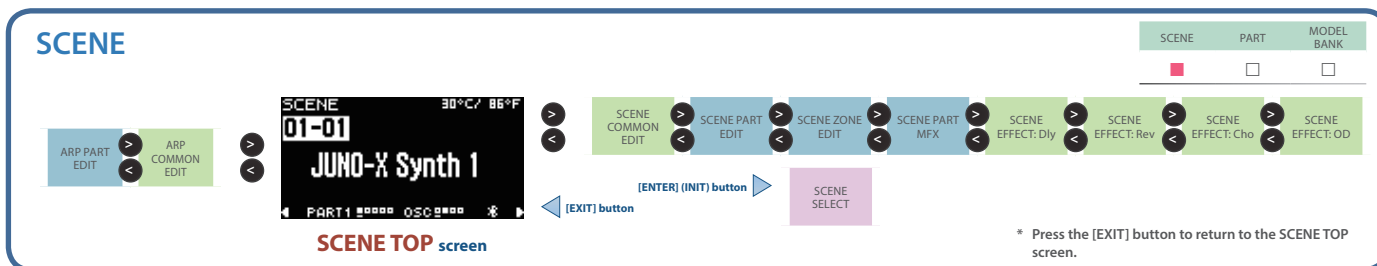 SCENE
SCENE PART MODEL
BANK
SCENE 30°C/ 86°F
01-01
JUNO-X Synth 1
PART1 OSC
ARP PART
EDIT
>
<
ARP
COMMON
EDIT
>
<
>
<
SCENE
COMMON
EDIT
>
<
SCENE PART
EDIT
>
<
SCENE ZONE
EDIT
>
<
SCENE PART
MFX
>
<
SCENE
EFFECT: Dly
>
<
SCENE
EFFECT: Rev
>
<
SCENE
EFFECT: Cho
>
<
SCENE
EFFECT: OD
[ENTER] (INIT) button
[EXIT] button
SCENE
SELECT
SCENE TOP screen
* Press the [EXIT] button to return to the SCENE TOP
screen.